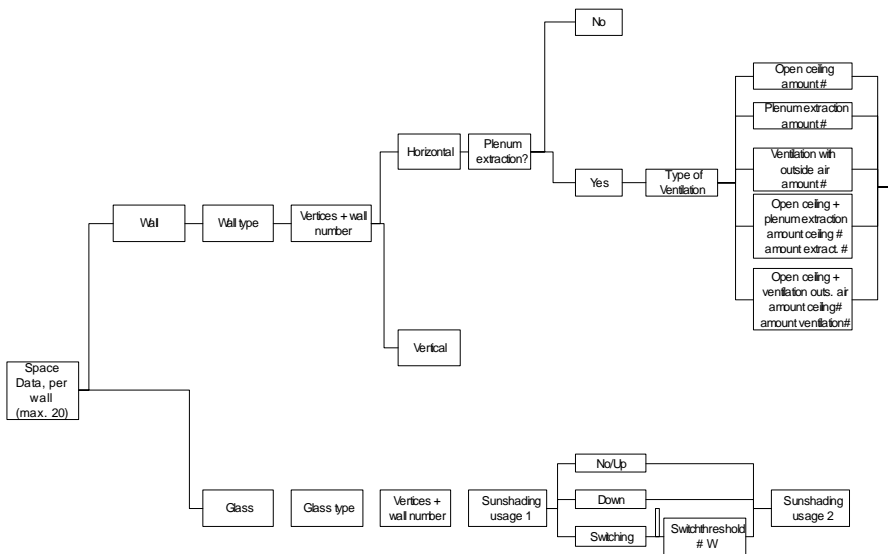 No
Open ceiling
amount #
Plenum extraction
amount #
Horizontal
Plenum
extraction?
Ventilation with
outside air
amount #
Yes
Type of
Ventilation
Open ceiling +
plenum extraction
amount ceiling #
amount extract. #
Wall
Wall type
Vertices + wall
number
Open ceiling +
ventilation outs. air
amount ceiling#
amount ventilation#
Vertical
Space
Data, per
wall
(max. 20)
No/Up
Glass
Glass type
Vertices +
wall number
Sunshading
usage 1
Down
Sunshading
usage 2
Switching
Switchthreshold
# W